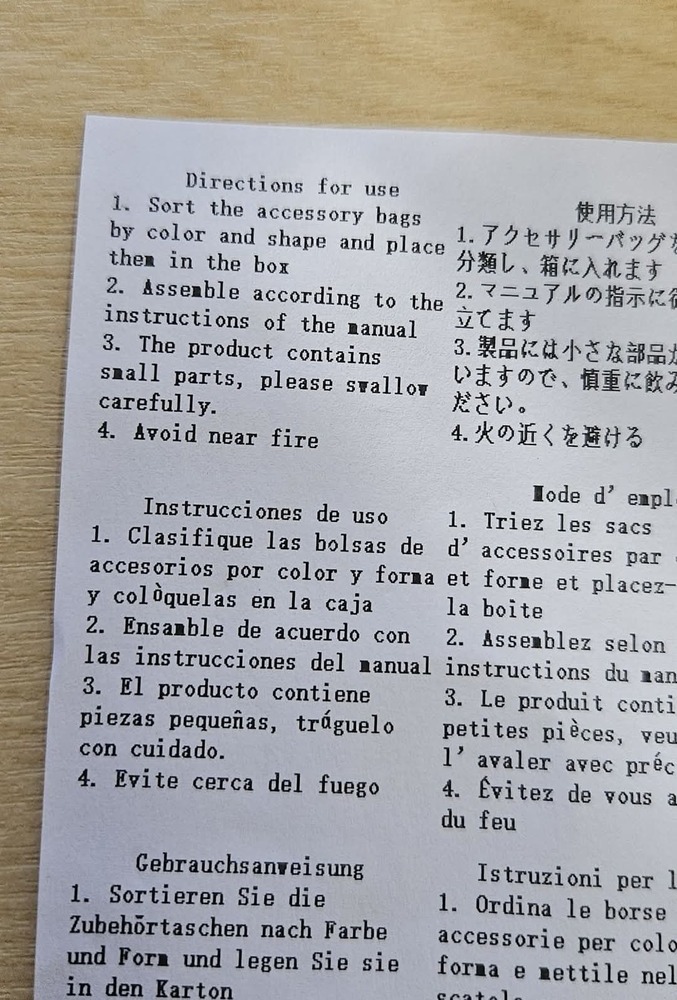 Directions for use
1. Sort the accessory bags
by color and shape and place
them in the box
2. Assemble according to the
instructions of the manual
3. The product contains
small parts, please swallow
carefully.
4. Avoid near fire
使用方法
1.アクセサリーバッグ
分類し、箱に入れます
2.マニュアルの指示に
立てます
3.製品には小さな部品
いますので、慎重に飲み
ださい。
4.火の近くを避ける
Instrucciones de uso
1. Clasifique las bolsas de
accesorios por color y forma
y colòquelas en la caja
2. Ensamble de acuerdo con
las instrucciones del manual
3. El producto contiene
piezas pequeñas, tráguelo
con cuidado.
4. Evite cerca del fuego
Mode d' empl
1. Triez les sacs
d' accessoires par
et forme et placez-
la boite
2. Assemblez selon
instructions du man
3. Le produit conti
petites pièces, veu
l' avaler avec préc
4. Évitez de vous a
du feu
Gebrauchsanweisung
1. Sortieren Sie die
Zubehörtaschen nach Farbe
und Form und legen Sie sie
in den Karton
Istruzioni per l
1. Ordina le borse
accessorie per colo
forma e mettile nel